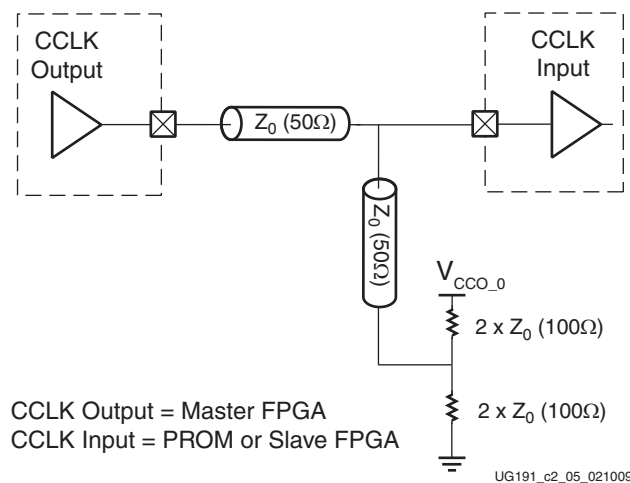 CCLK
Output
CCLK
Input
Z0 (50Ω)
Z0 (50Ω)
VCCO_0
2 x Z0 (100Ω)
2 x Z0 (100Ω)
CCLK Output = Master FPGA
CCLK Input = PROM or Slave FPGA
UG191_c2_05_021009